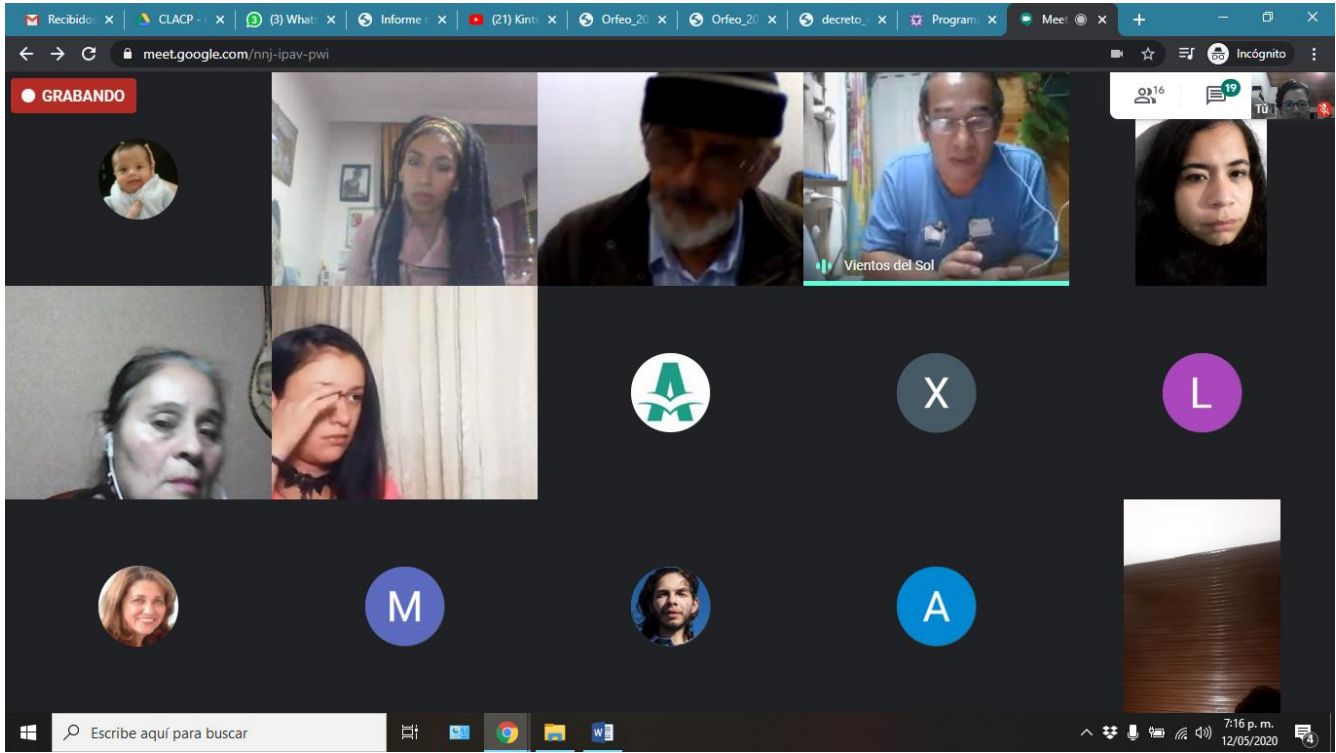 Recibido:
CLACP - (
(3) What
Informe r
(21) Kint
Orfeo_20
Orfeo_20
decreto_
Program
Meet
meet.google.com/nnj-ipav-pwi
Incógnito
GRABANDO
16
19
Tú
Vientos del Sol
A
X
L
M
A
Escribe aquí para buscar
7:16 p. m.
12/05/2020
4